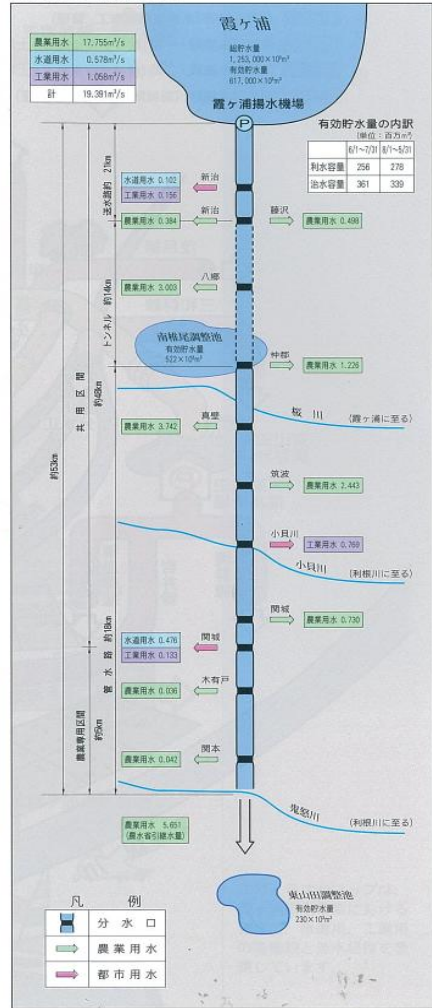 農業用水 17.755m³/s
水道用水 0.578m³/s
工業用水 1.058m³/s
計 19.391m³/s
霞ヶ浦
総貯水量
1,253,000×10³m³
有効貯水量
617,000×10³m³
霞ヶ浦揚水機場
P
有効貯水量の内訳
(単位：百万m³)
6/1~7/31 8/1~5/31
利水容量 256 278
治水容量 361 339
送水路約 21km
水道用水 0.102
工業用水 0.156
新治
農業用水 0.384
新治
藤沢
農業用水 0.498
トンネル 約14km
農業用水 3.003
八郷
南椎尾調整池
有効貯水量
522×10³m³
仲郡
農業用水 1.226
共用区間
約48km
約53km
桜川
(霞ヶ浦に至る)
農業用水 3.742
真壁
筑波
農業用水 2.443
小貝川
工業用水 0.769
小貝川
(利根川に至る)
関城
農業用水 0.730
管水路 約18km
水道用水 0.476
工業用水 0.133
関城
農業専用区間
約5km
農業用水 0.036
木有戸
農業用水 0.042
関本
鬼怒川
(利根川に至る)
農業用水 5.651
(農水省引継水量)
東山田調整池
有効貯水量
230×10³m³
凡例
分水口
農業用水
都市用水